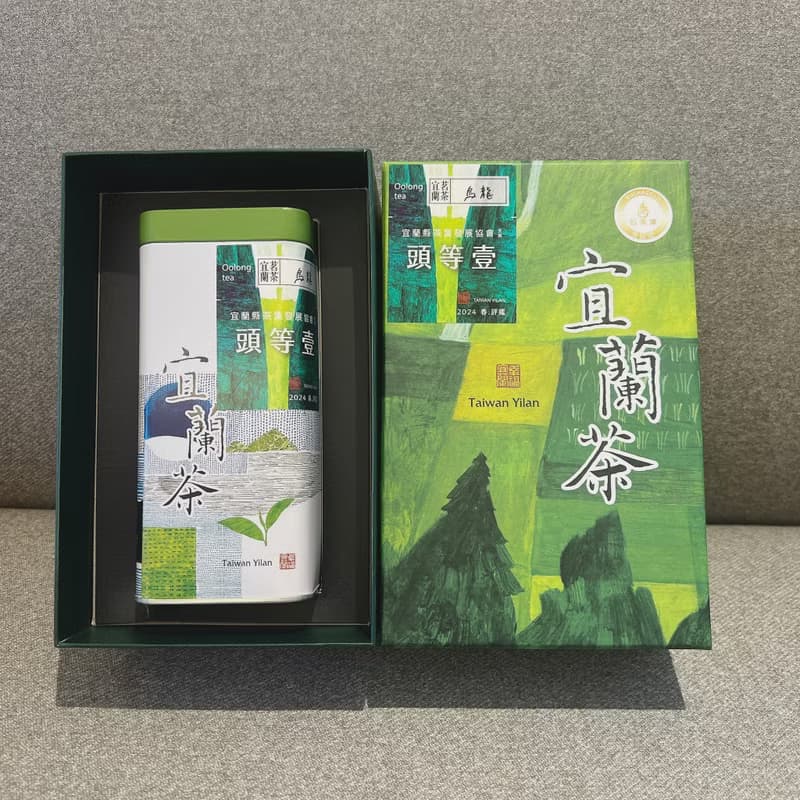 Oolong
tea
宜蘭
茗茶
烏龍
宜蘭縣茶業發展協會
頭等壹
2024 春
宜蘭茶
Taiwan Yilan
Oolong
tea
宜蘭
茗茶
烏龍
宜蘭縣茶業發展協會
頭等壹
TAIWAN YILAN
2024 春.評鑑
宜蘭茶
Taiwan Yilan